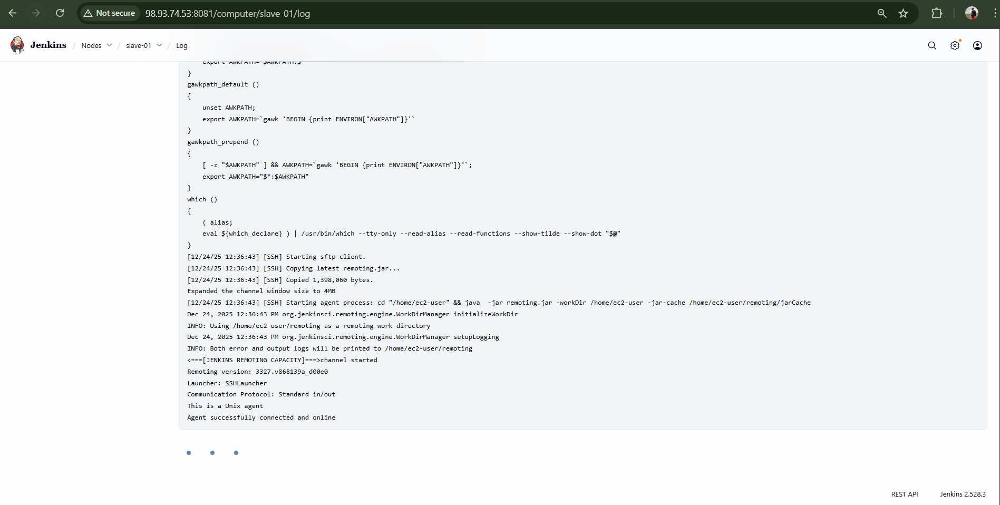 Not secure 98.93.74.53:8081/computer/slave-01/log
Jenkins / Nodes / slave-01 / Log
export AWKPATH="$AWKPATH:$
}
gawkpath_default ()
{
    unset AWKPATH;
    export AWKPATH=`gawk 'BEGIN {print ENVIRON["AWKPATH"]}'`
}
gawkpath_prepend ()
{
    [ -z "$AWKPATH" ] && AWKPATH=`gawk 'BEGIN {print ENVIRON["AWKPATH"]}'`;
    export AWKPATH="$*:$AWKPATH"
}
which ()
{
    ( alias;
    eval ${which_declare} ) | /usr/bin/which --tty-only --read-alias --read-functions --show-tilde --show-dot "$@"
}
[12/24/25 12:36:43] [SSH] Starting sftp client.
[12/24/25 12:36:43] [SSH] Copying latest remoting.jar...
[12/24/25 12:36:43] [SSH] Copied 1,398,060 bytes.
Expanded the channel window size to 4MB
[12/24/25 12:36:43] [SSH] Starting agent process: cd "/home/ec2-user" && java  -jar remoting.jar -workDir /home/ec2-user -jar-cache /home/ec2-user/remoting/jarCache
Dec 24, 2025 12:36:43 PM org.jenkinsci.remoting.engine.WorkDirManager initializeWorkDir
INFO: Using /home/ec2-user/remoting as a remoting work directory
Dec 24, 2025 12:36:43 PM org.jenkinsci.remoting.engine.WorkDirManager setupLogging
INFO: Both error and output logs will be printed to /home/ec2-user/remoting
<===[JENKINS REMOTING CAPACITY]===>channel started
Remoting version: 3327.v868139a_d00e0
Launcher: SSHLauncher
Communication Protocol: Standard in/out
This is a Unix agent
Agent successfully connected and online
REST API Jenkins 2.528.3